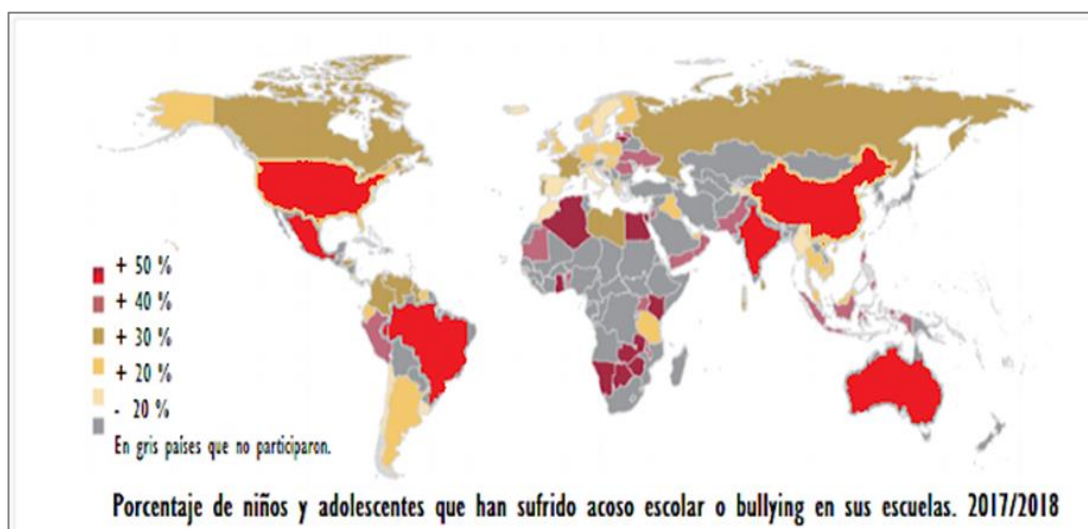 + 50 %
+ 40 %
+ 30 %
+ 20 %
- 20 %
En gris países que no participaron.
Porcentaje de niños y adolescentes que han sufrido acoso escolar o bullying en sus escuelas. 2017/2018